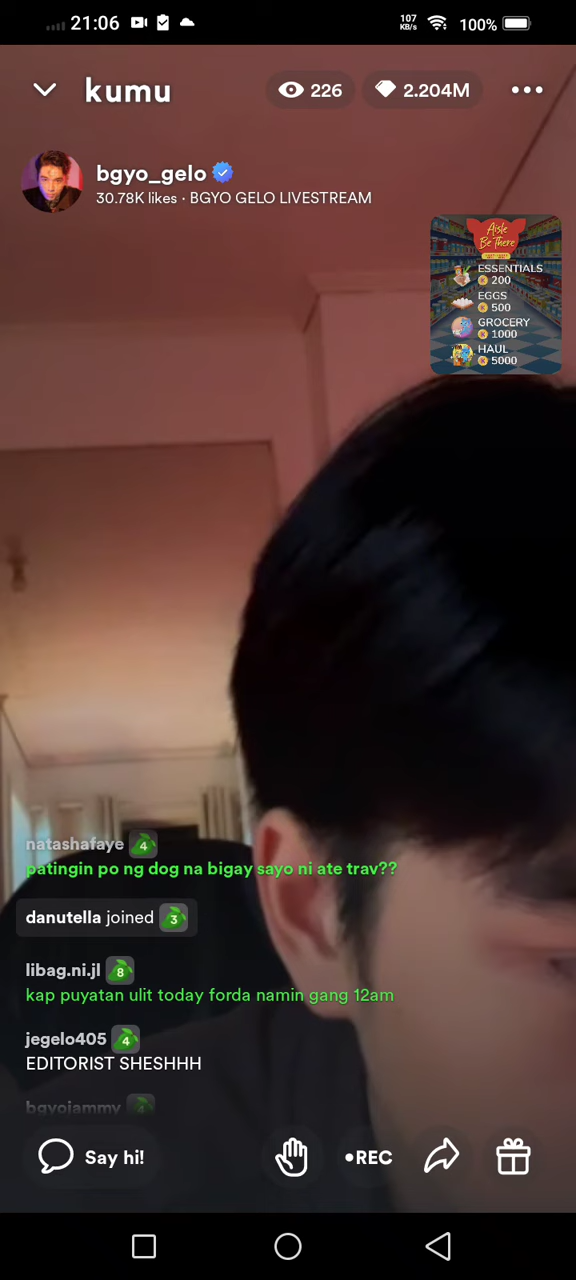 21:06
107
KB/s
100%
kumu
226
2.204M
bgyo_gelo
30.78K likes · BGYO GELO LIVESTREAM
Aisle
Be There
ESSENTIALS
200
EGGS
500
GROCERY
1000
HAUL
5000
natashafaye 4
patingin po ng dog na bigay sayo ni ate trav??
danutella joined 3
libag.ni.jl 8
kap puyatan ulit today forda namin gang 12am
jegelo405 4
EDITORIST SHESHHH
bgyojammy 4
Say hi!
•REC